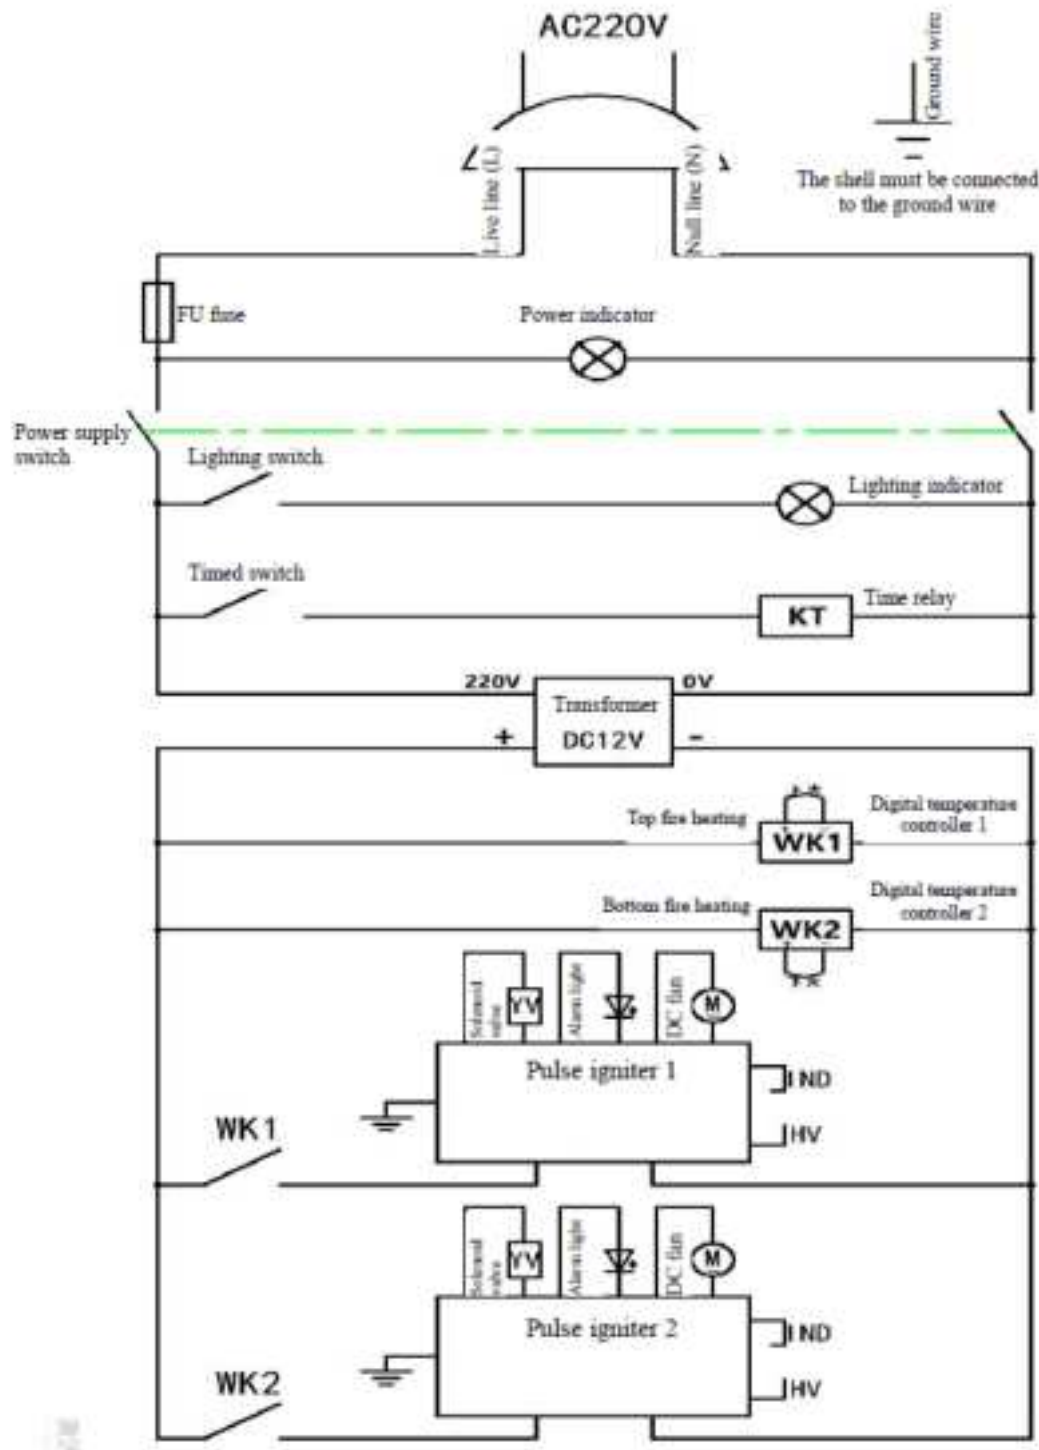 AC220V
Ground wire
Live line (L)
Null line (N)
The shell must be connected
to the ground wire
FU fuse
Power indicator
Power supply
switch
Lighting switch
Lighting indicator
Timed switch
KT
Time relay
220V
0V
Transformer
DC12V
+
-
Top fire heating
WK1
Digital temperature
controller 1
Bottom fire heating
WK2
Digital temperature
controller 2
Solenoid
valve
YV
Alarm light
DC fan
M
Pulse igniter 1
IND
HV
WK1
Solenoid
valve
YV
Alarm light
DC fan
M
Pulse igniter 2
IND
HV
WK2